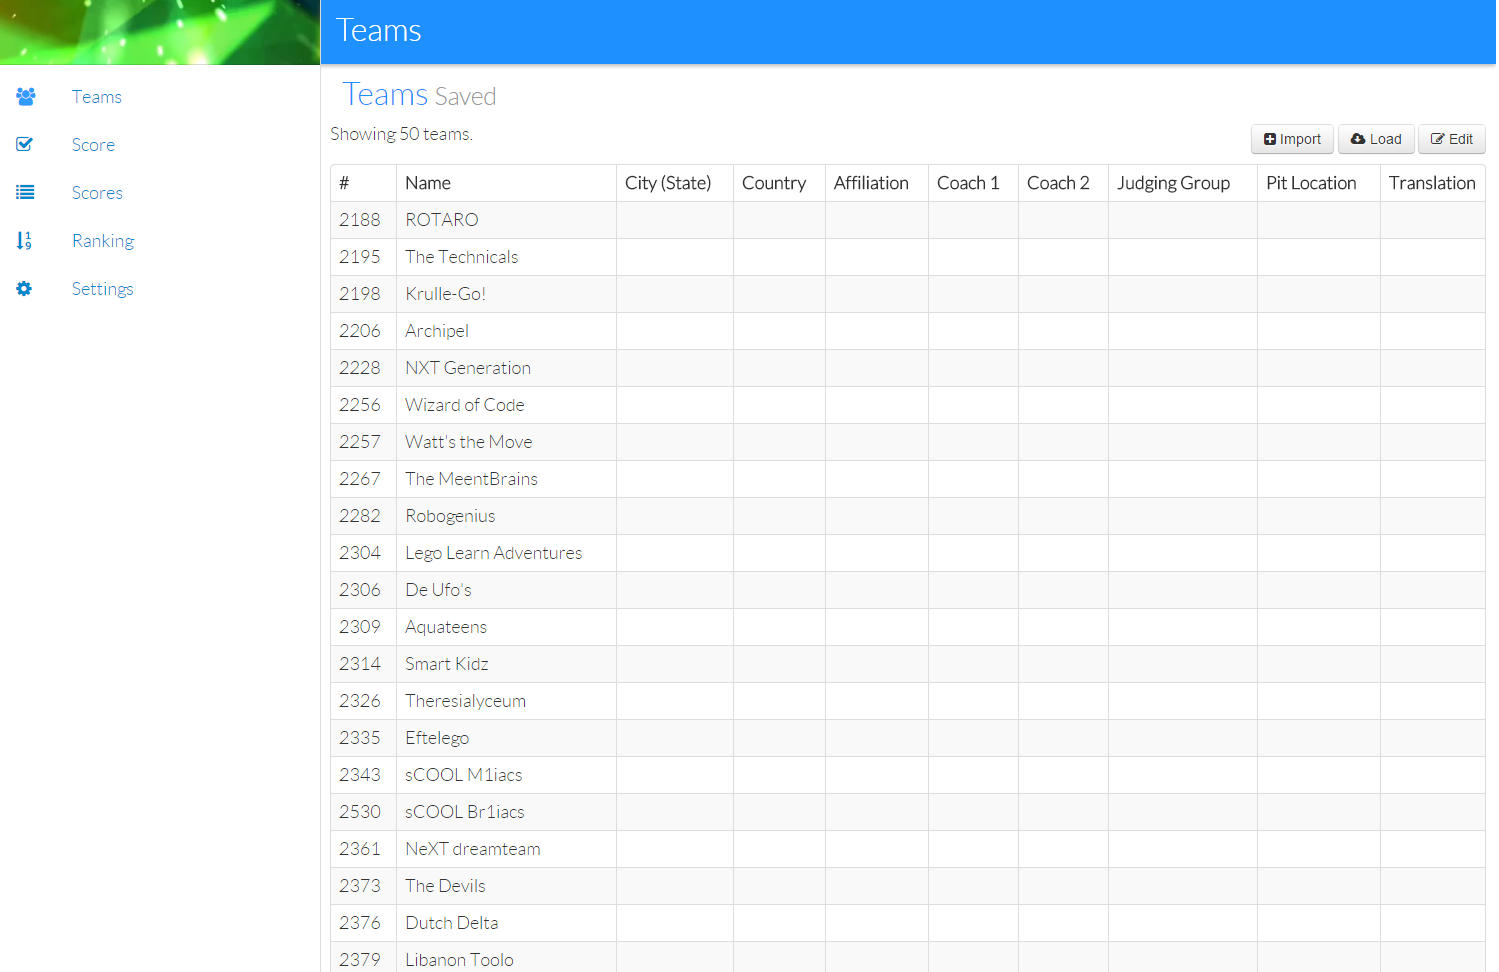 Teams
Teams
Score
Scores
Ranking
Settings
Teams Saved
Showing 50 teams.
Import Load Edit
# Name City (State) Country Affiliation Coach 1 Coach 2 Judging Group Pit Location Translation
2188 ROTARO
2195 The Technicals
2198 Krulle-Go!
2206 Archipel
2228 NXT Generation
2256 Wizard of Code
2257 Watt's the Move
2267 The MeentBrains
2282 Robogenius
2304 Lego Learn Adventures
2306 De Ufo's
2309 Aquateens
2314 Smart Kidz
2326 Theresialyceum
2335 Eftelego
2343 sCOOL M1iacs
2530 sCOOL Br1iacs
2361 NeXT dreamteam
2373 The Devils
2376 Dutch Delta
2379 Libanon Toolo